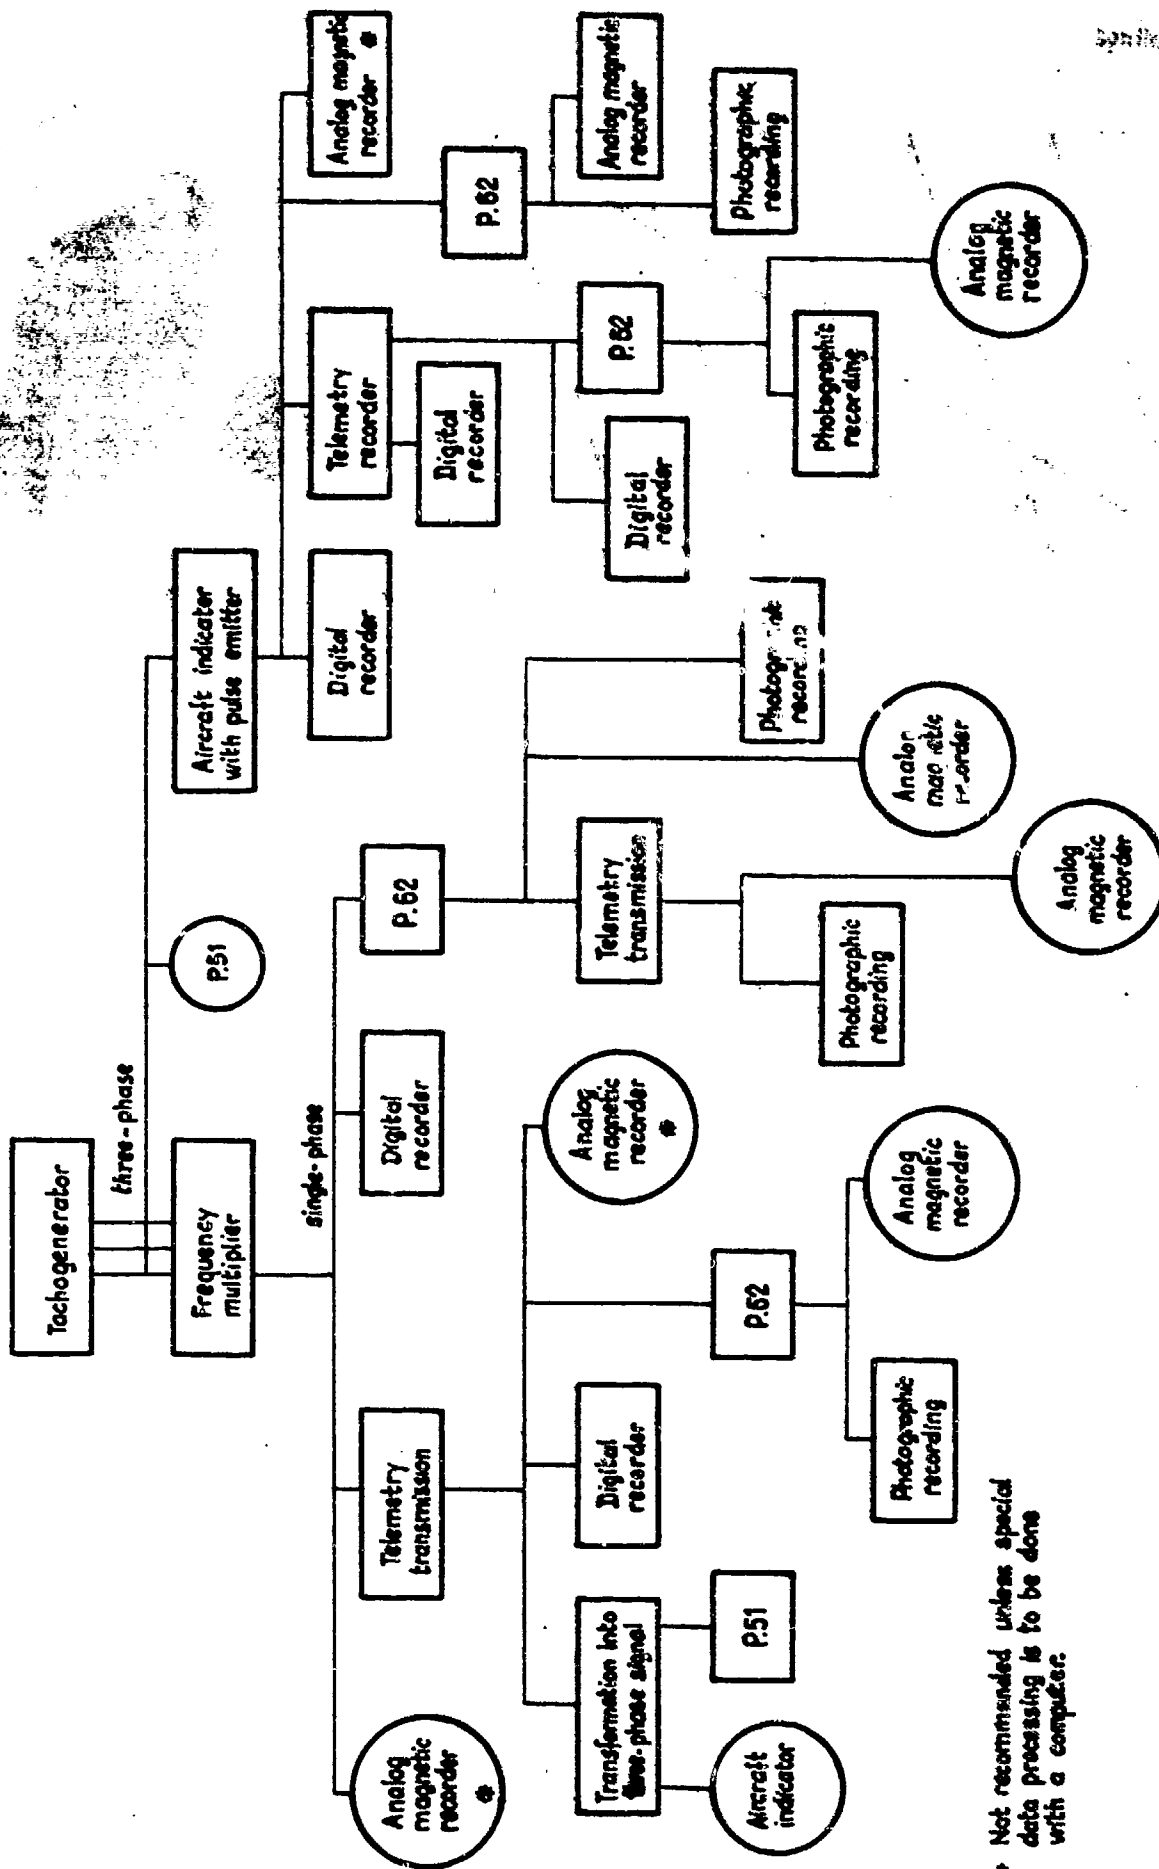 Tachogenerator
three-phase
Frequency
multiplier
P.51
Aircraft indicator
with pulse emitter
single-phase
Analog
magnetic
recorder
*
Telemetry
transmission
Digital
recorder
P.62
Digital
recorder
Telemetry
recorder
Analog magnetic
recorder *
Digital
recorder
P.62
Transformation into
three-phase signal
Digital
recorder
Analog
magnetic
recorder
*
Telemetry
transmission
Digital
recorder
P.62
Analog magnetic
recorder
Aircraft
indicator
P.51
P.62
Photographic
recording
Photographic
recording
Photographic
recording
Analog
magnetic
recorder
Photographic
recording
Analog
magnetic
recorder
Photographic
recording
Analog
magnetic
recorder
Analog
magnetic
recorder
* Not recommended unless special
data processing is to be done
with a computer.